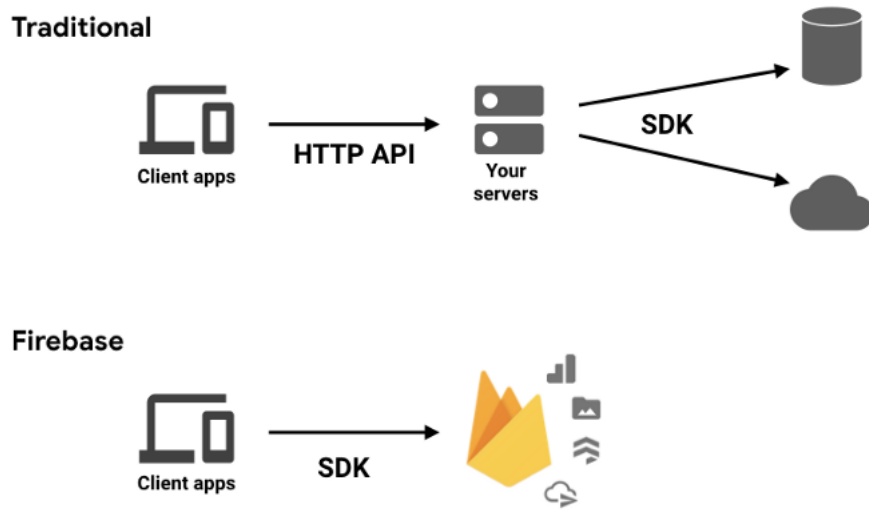 Traditional
HTTP API
SDK
Client apps
Your
servers
Firebase
SDK
Client apps